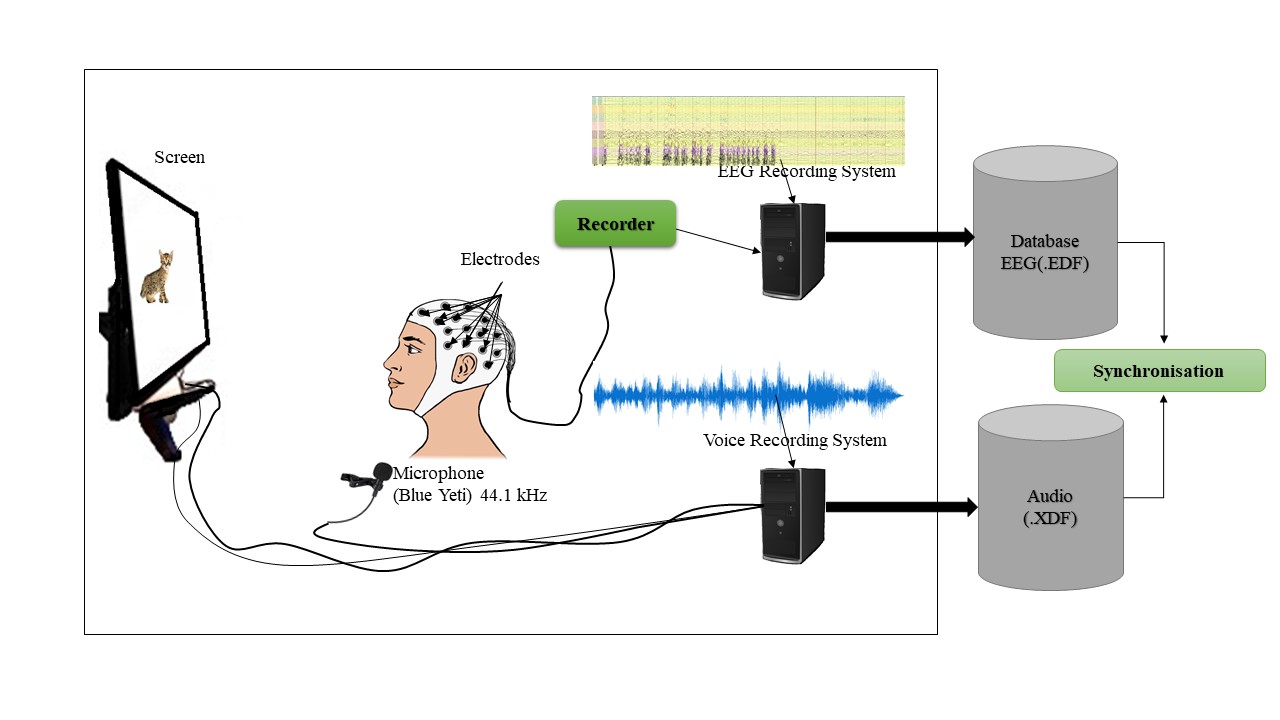 Screen
EEG Recording System
Recorder
Electrodes
Database
EEG(.EDF)
Synchronisation
Voice Recording System
Microphone
(Blue Yeti) 44.1 kHz
Audio
(.XDF)